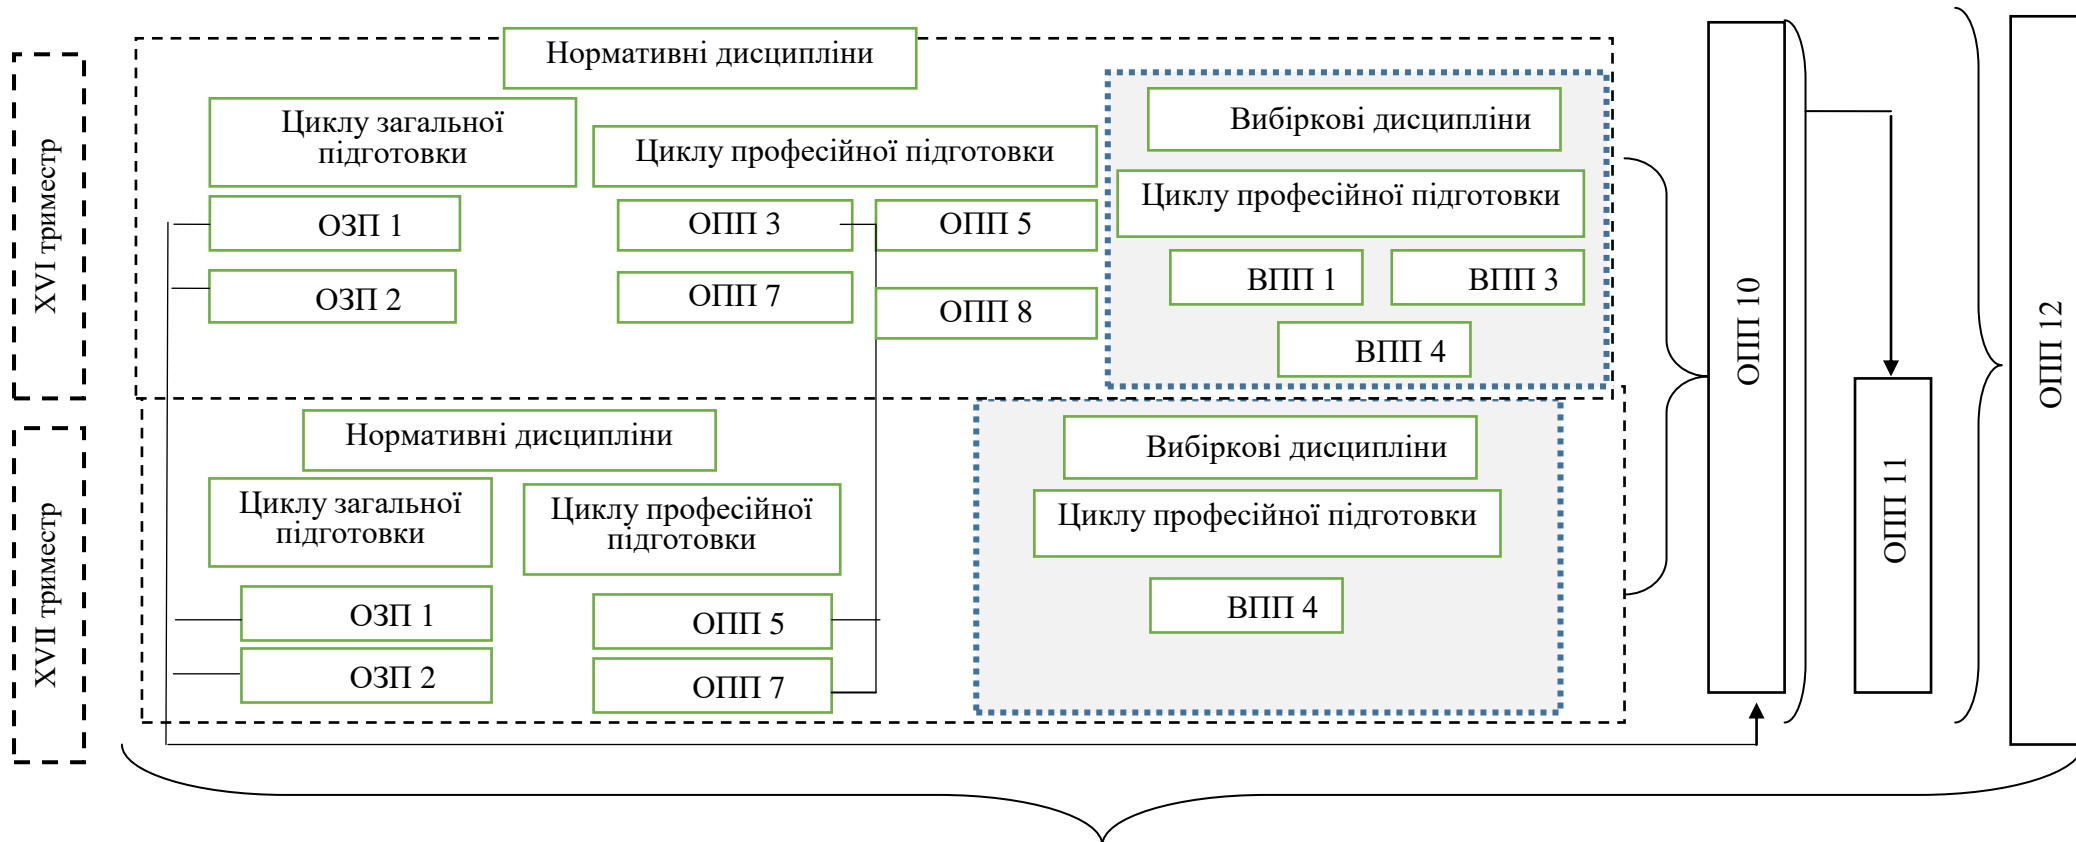 XVI триместр
Нормативні дисципліни
Циклу загальної
підготовки
Циклу професійної підготовки
ОЗП 1
ОЗП 2
ОПП 3
ОПП 5
ОПП 7
ОПП 8
Вибіркові дисципліни
Циклу професійної підготовки
ВПП 1
ВПП 3
ВПП 4
XVII триместр
Нормативні дисципліни
Циклу загальної
підготовки
Циклу професійної
підготовки
ОЗП 1
ОЗП 2
ОПП 5
ОПП 7
Вибіркові дисципліни
Циклу професійної підготовки
ВПП 4
ОПП 10
ОПП 11
ОПП 12